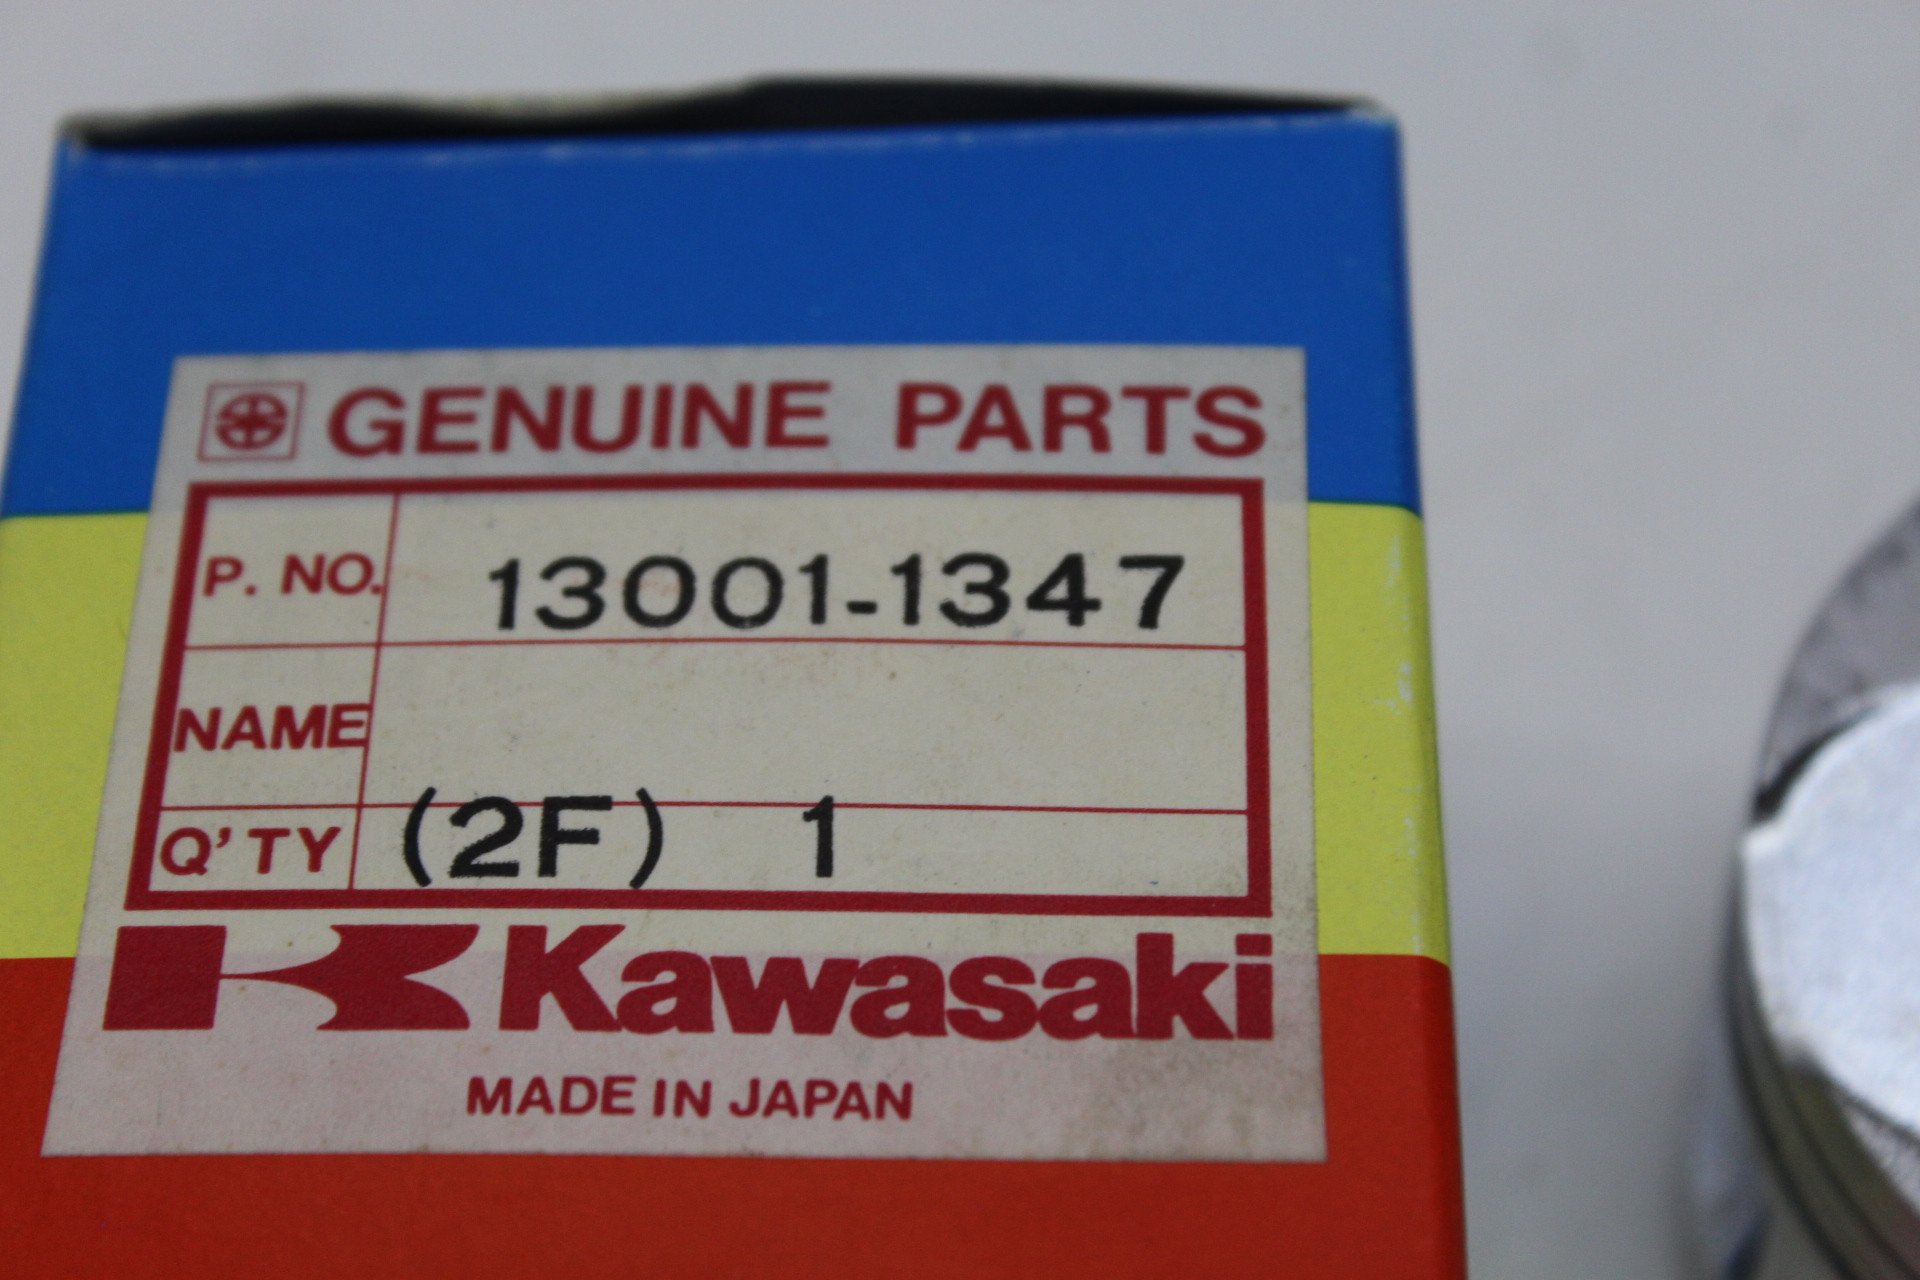 GENUINE PARTS
P. NO. 13001-1347
NAME
Q'TY (2F) 1
Kawasaki
MADE IN JAPAN